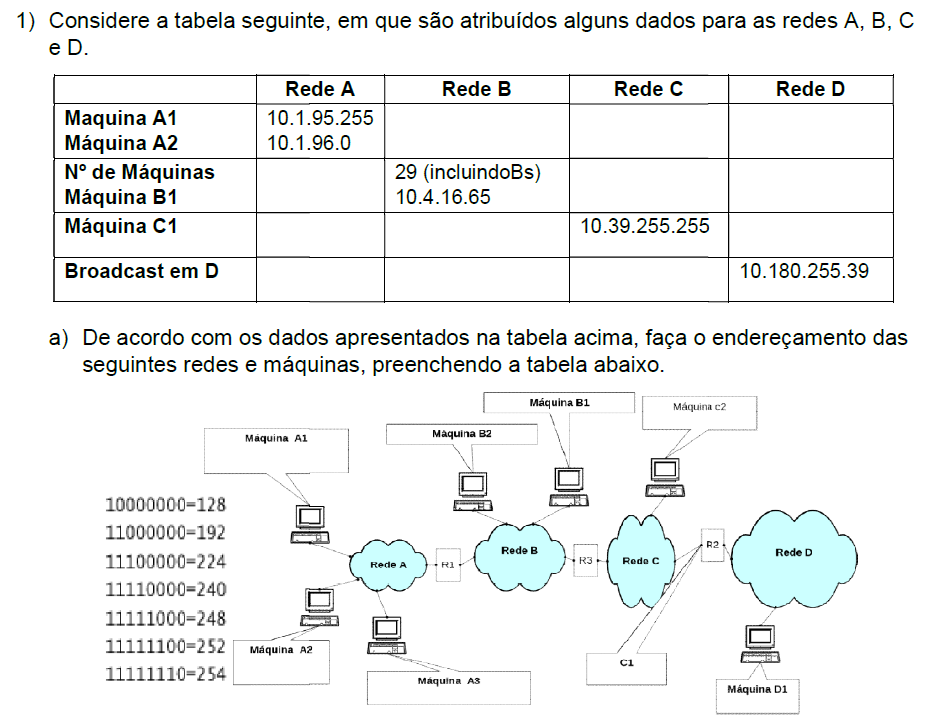 1) Considere a tabela seguinte, em que são atribuídos alguns dados para as redes A, B, C
e D.
Rede A Rede B Rede C Rede D
Maquina A1 10.1.95.255
Máquina A2 10.1.96.0
Nº de Máquinas 29 (incluindoBs)
Máquina B1 10.4.16.65
Máquina C1 10.39.255.255
Broadcast em D 10.180.255.39
a) De acordo com os dados apresentados na tabela acima, faça o endereçamento das
seguintes redes e máquinas, preenchendo a tabela abaixo.
Máquina B1
Máquina c2
Máquina B2
Máquina A1
10000000=128
11000000=192
11100000=224
11110000=240
11111000=248
11111100=252
11111110=254
Rede A
R1
Rede B
R3
Rede C
R2
Rede D
Máquina A2
Máquina A3
C1
Máquina D1